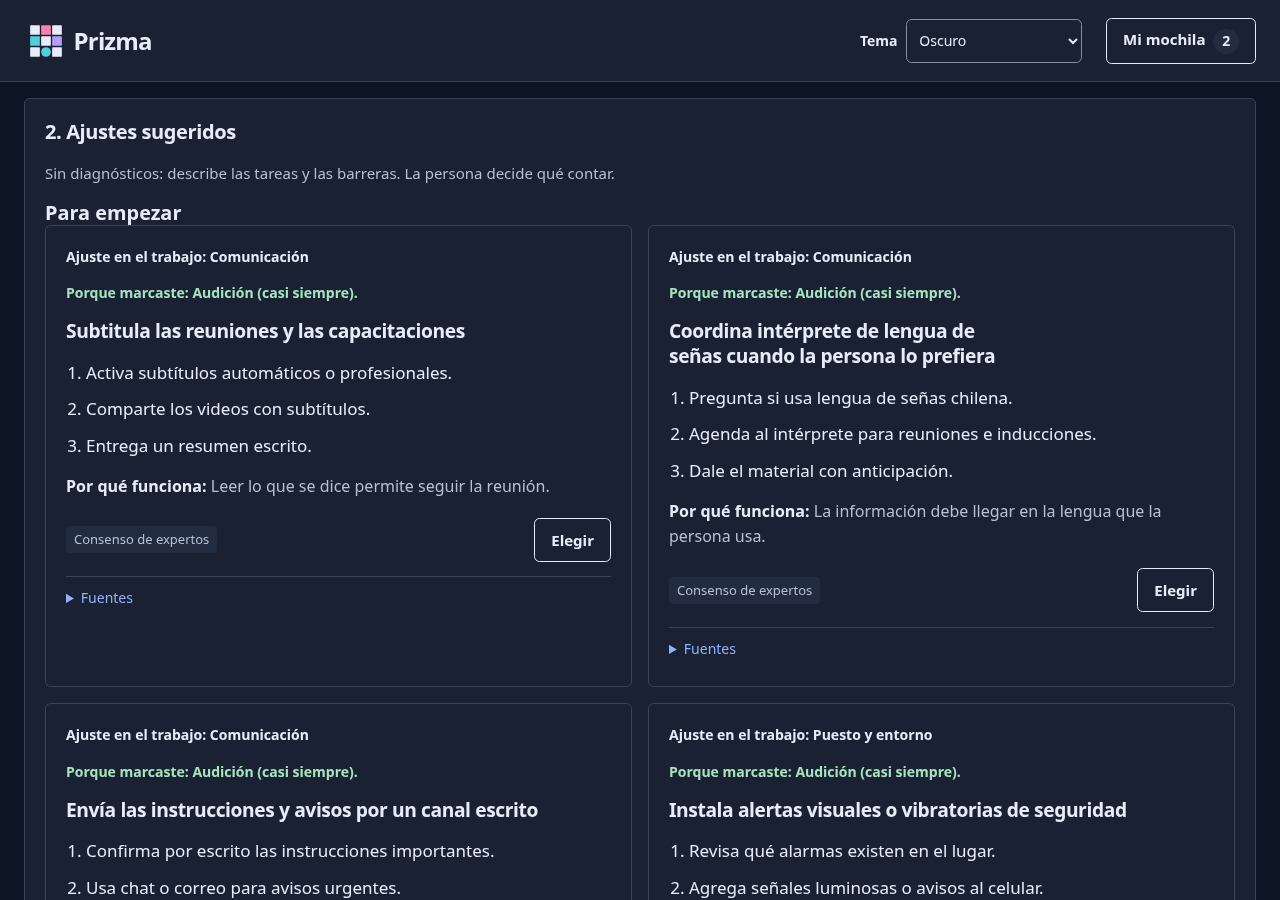 Prizma
Tema
Oscuro
Mi mochila 2
2. Ajustes sugeridos
Sin diagnósticos: describe las tareas y las barreras. La persona decide qué contar.
Para empezar
Ajuste en el trabajo: Comunicación
Porque marcaste: Audición (casi siempre).
Subtitula las reuniones y las capacitaciones
1. Activa subtítulos automáticos o profesionales.
2. Comparte los videos con subtítulos.
3. Entrega un resumen escrito.
Por qué funciona: Leer lo que se dice permite seguir la reunión.
Consenso de expertos
Elegir
Fuentes
Ajuste en el trabajo: Comunicación
Porque marcaste: Audición (casi siempre).
Coordina intérprete de lengua de
señas cuando la persona lo prefiera
1. Pregunta si usa lengua de señas chilena.
2. Agenda al intérprete para reuniones e inducciones.
3. Dale el material con anticipación.
Por qué funciona: La información debe llegar en la lengua que la
persona usa.
Consenso de expertos
Elegir
Fuentes
Ajuste en el trabajo: Comunicación
Porque marcaste: Audición (casi siempre).
Envía las instrucciones y avisos por un canal escrito
1. Confirma por escrito las instrucciones importantes.
2. Usa chat o correo para avisos urgentes.
Ajuste en el trabajo: Puesto y entorno
Porque marcaste: Audición (casi siempre).
Instala alertas visuales o vibratorias de seguridad
1. Revisa qué alarmas existen en el lugar.
2. Agrega señales luminosas o avisos al celular.